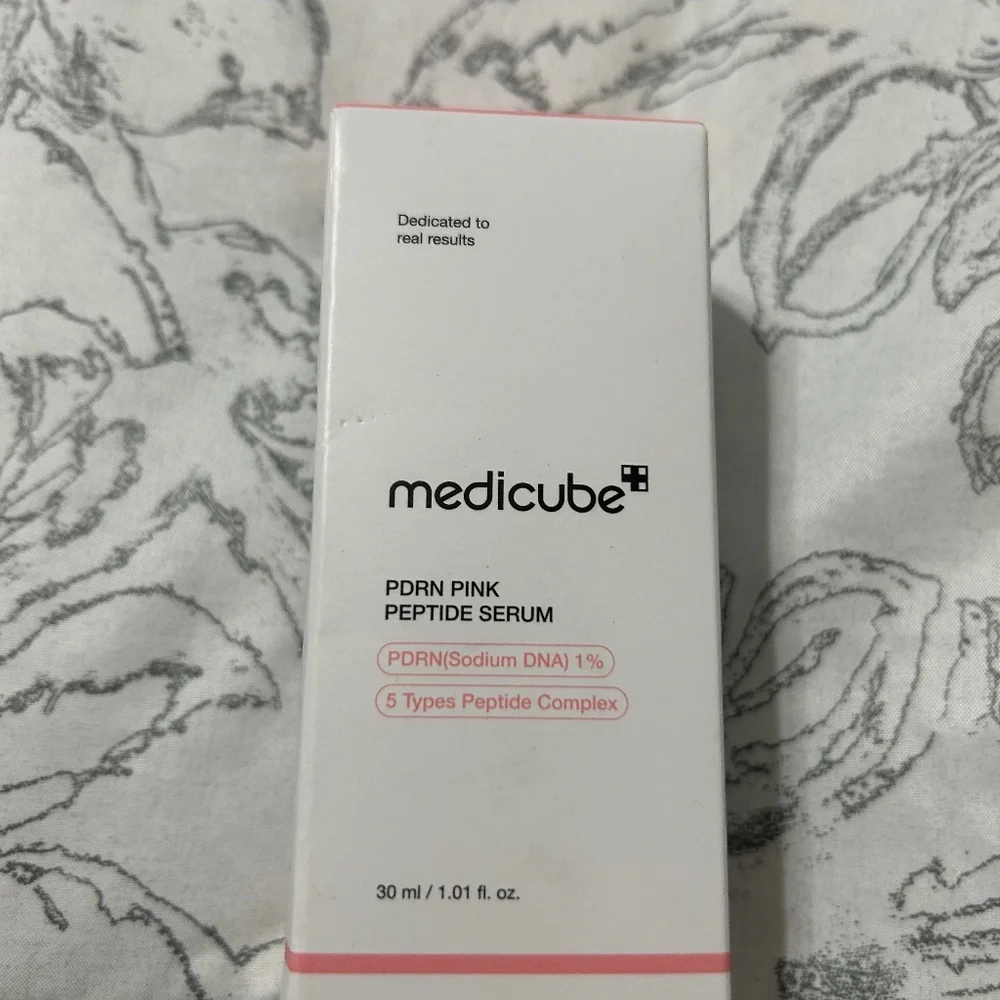 Dedicated to
real results
medicube
PDRN PINK
PEPTIDE SERUM
PDRN(Sodium DNA) 1%
5 Types Peptide Complex
30 ml / 1.01 fl. oz.